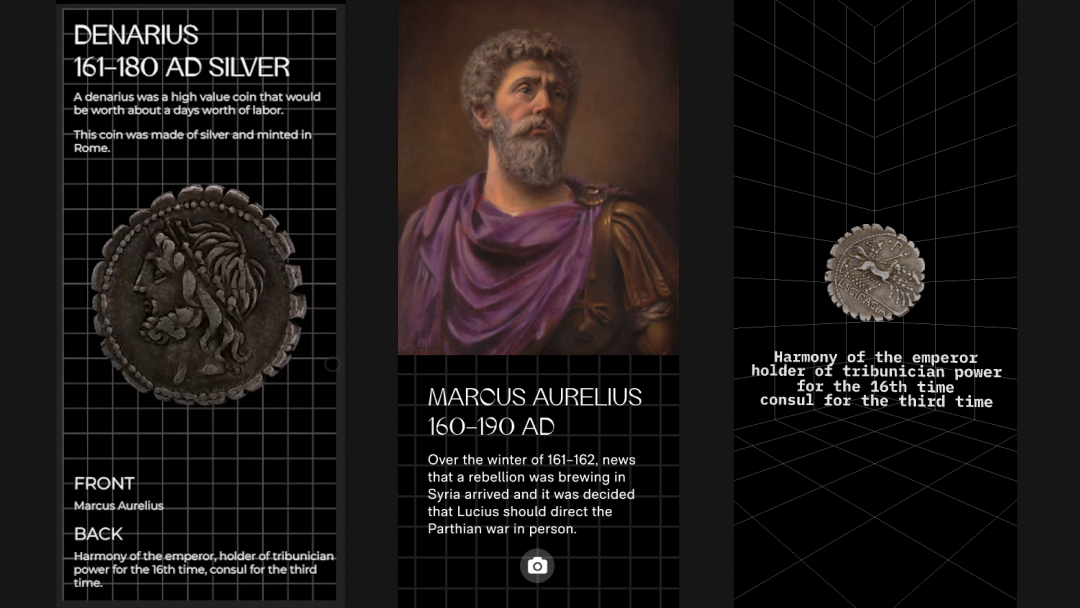 DENARIUS
161–180 AD SILVER
A denarius was a high value coin that would
be worth about a days worth of labor.
This coin was made of silver and minted in
Rome.
FRONT
Marcus Aurelius
BACK
Harmony of the emperor, holder of tribunician
power for the 16th time, consul for the third
time.
MARCUS AURELIUS
160–190 AD
Over the winter of 161–162, news
that a rebellion was brewing in
Syria arrived and it was decided
that Lucius should direct the
Parthian war in person.
Harmony of the emperor
holder of tribunician power
for the 16th time
consul for the third time